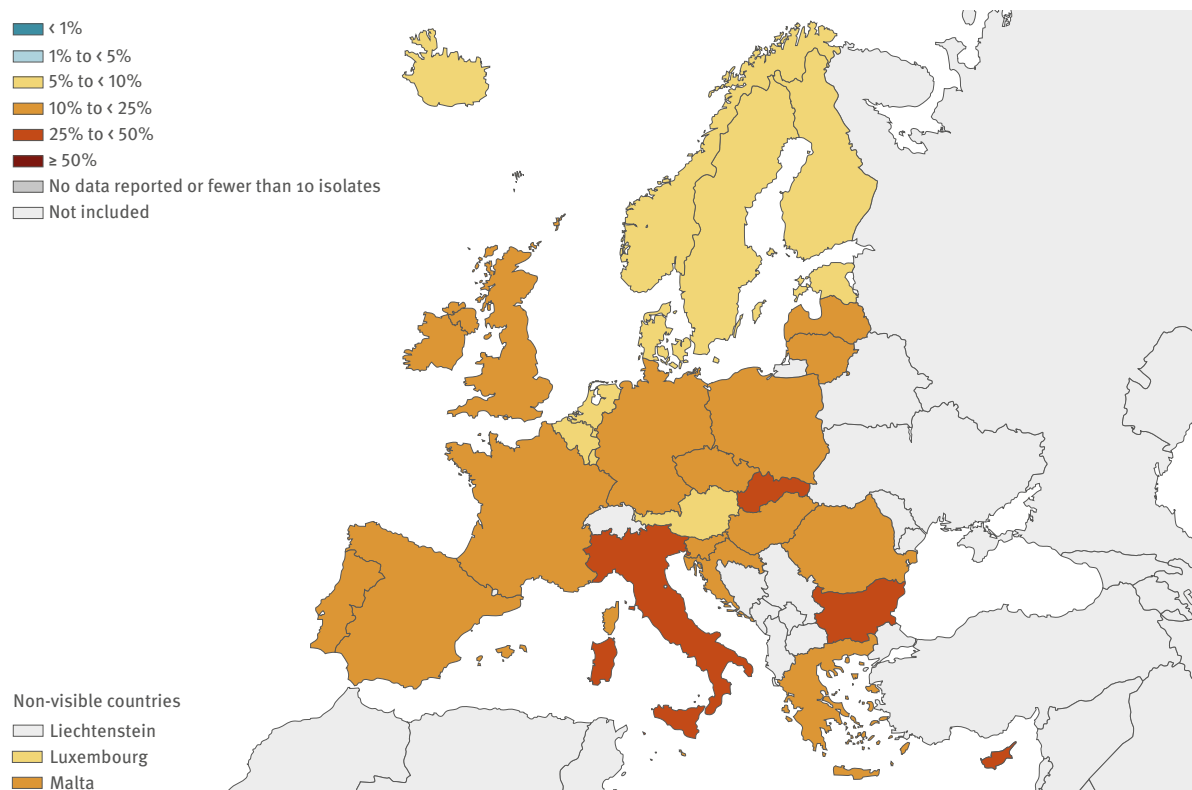 < 1%
1% to < 5%
5% to < 10%
10% to < 25%
25% to < 50%
≥ 50%
No data reported or fewer than 10 isolates
Not included
Non-visible countries
Liechtenstein
Luxembourg
Malta